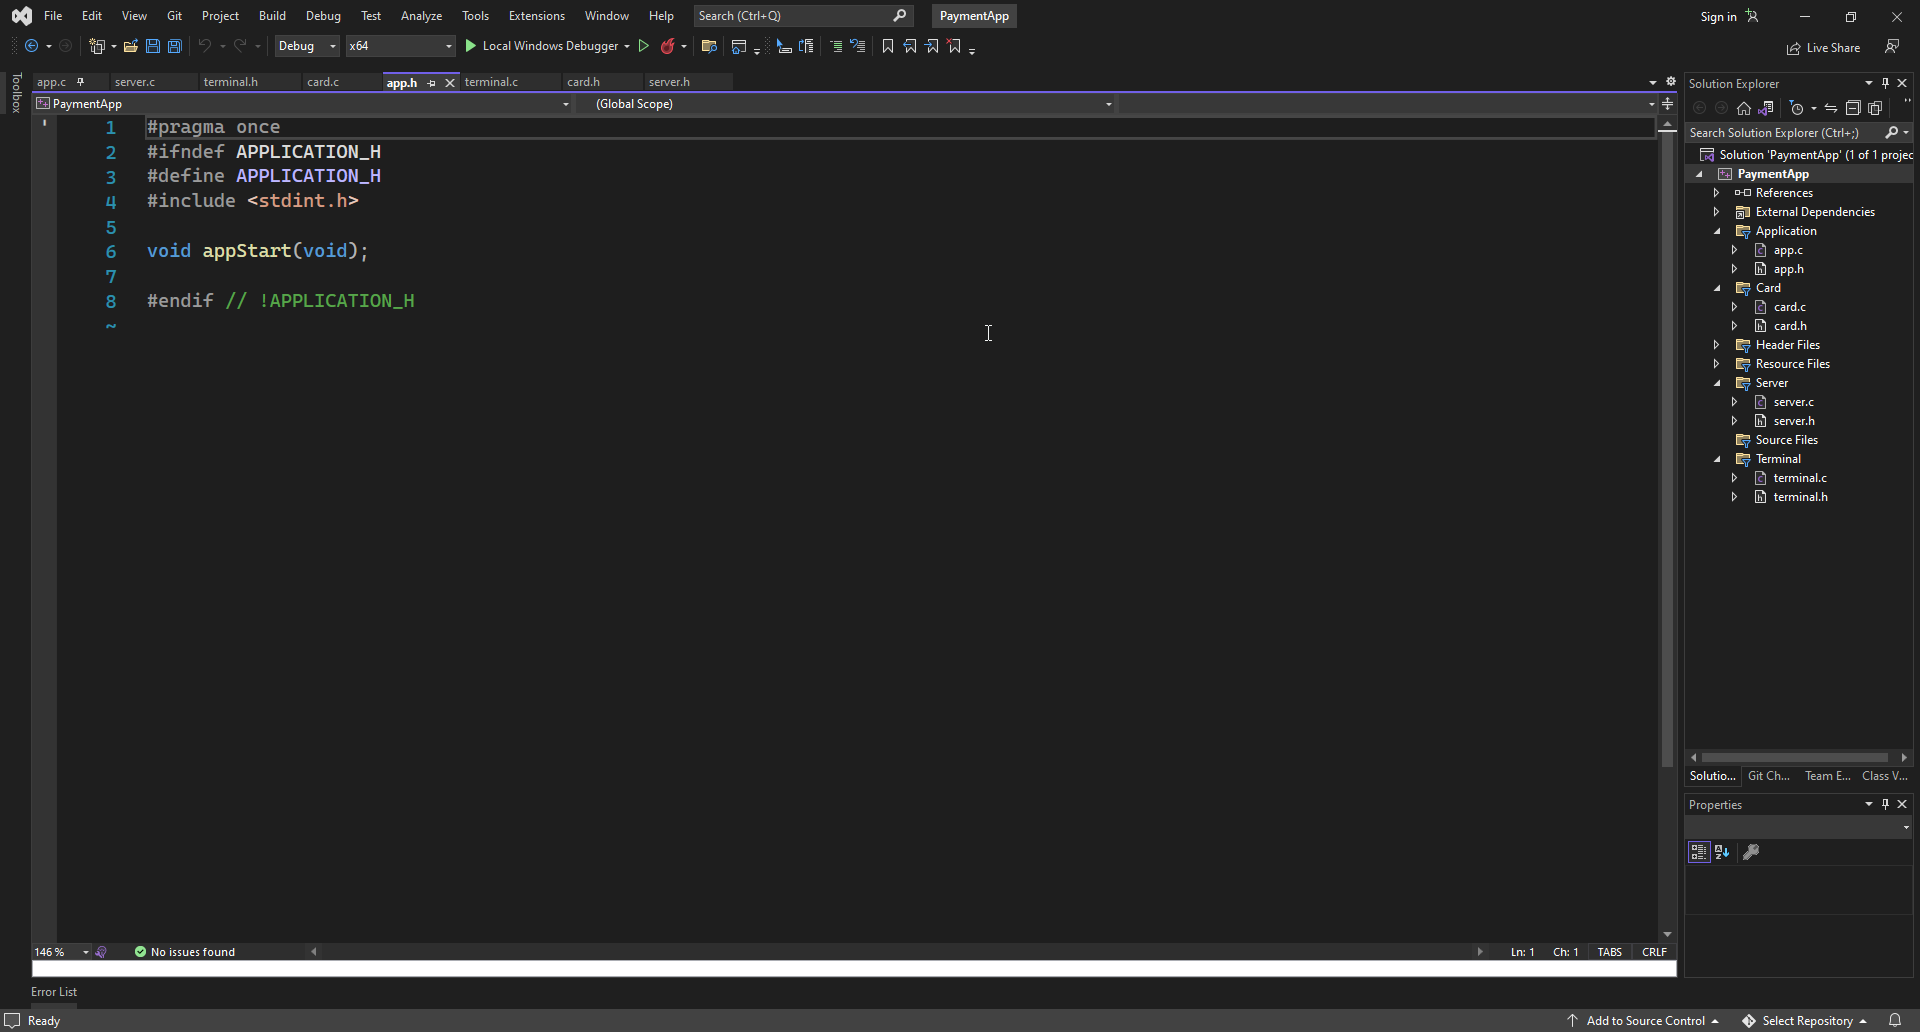 File Edit View Git Project Build Debug Test Analyze Tools Extensions Window Help Search (Ctrl+Q) PaymentApp Sign in
Debug x64 Local Windows Debugger Live Share
Toolbox
app.c server.c terminal.h card.c app.h terminal.c card.h server.h
PaymentApp (Global Scope)
1 #pragma once
2 #ifndef APPLICATION_H
3 #define APPLICATION_H
4 #include <stdint.h>
5
6 void appStart(void);
7
8 #endif // !APPLICATION_H
~
146 % No issues found Ln: 1 Ch: 1 TABS CRLF
Error List
Solution Explorer
Search Solution Explorer (Ctrl+;)
Solution 'PaymentApp' (1 of 1 projec
PaymentApp
References
External Dependencies
Application
app.c
app.h
Card
card.c
card.h
Header Files
Resource Files
Server
server.c
server.h
Source Files
Terminal
terminal.c
terminal.h
Solutio... Git Ch... Team E... Class V...
Properties
Ready Add to Source Control Select Repository